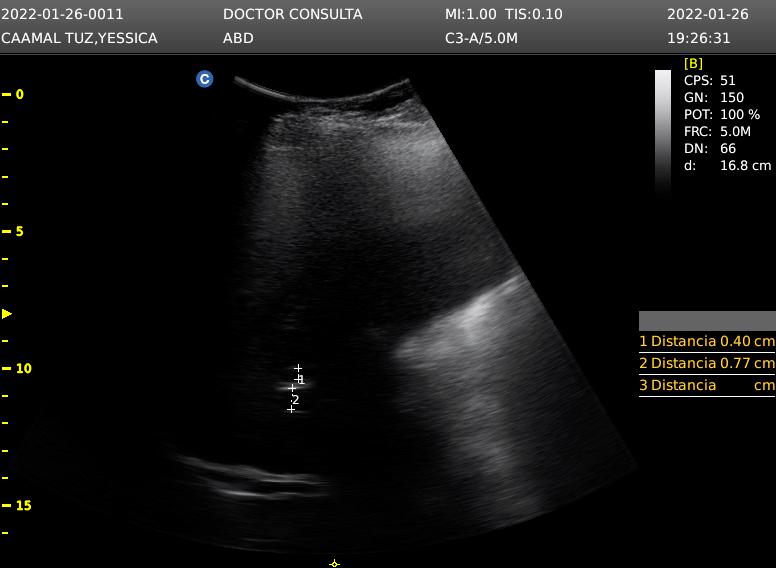 2022-01-26-0011 DOCTOR CONSULTA MI:1.00 TIS:0.10 2022-01-26
CAAMAL TUZ,YESSICA ABD C3-A/5.0M 19:26:31
C
[B]
CPS: 51
GN: 150
POT: 100 %
FRC: 5.0M
DN: 66
d: 16.8 cm
0
5
10
15
1
2
1 Distancia 0.40 cm
2 Distancia 0.77 cm
3 Distancia cm